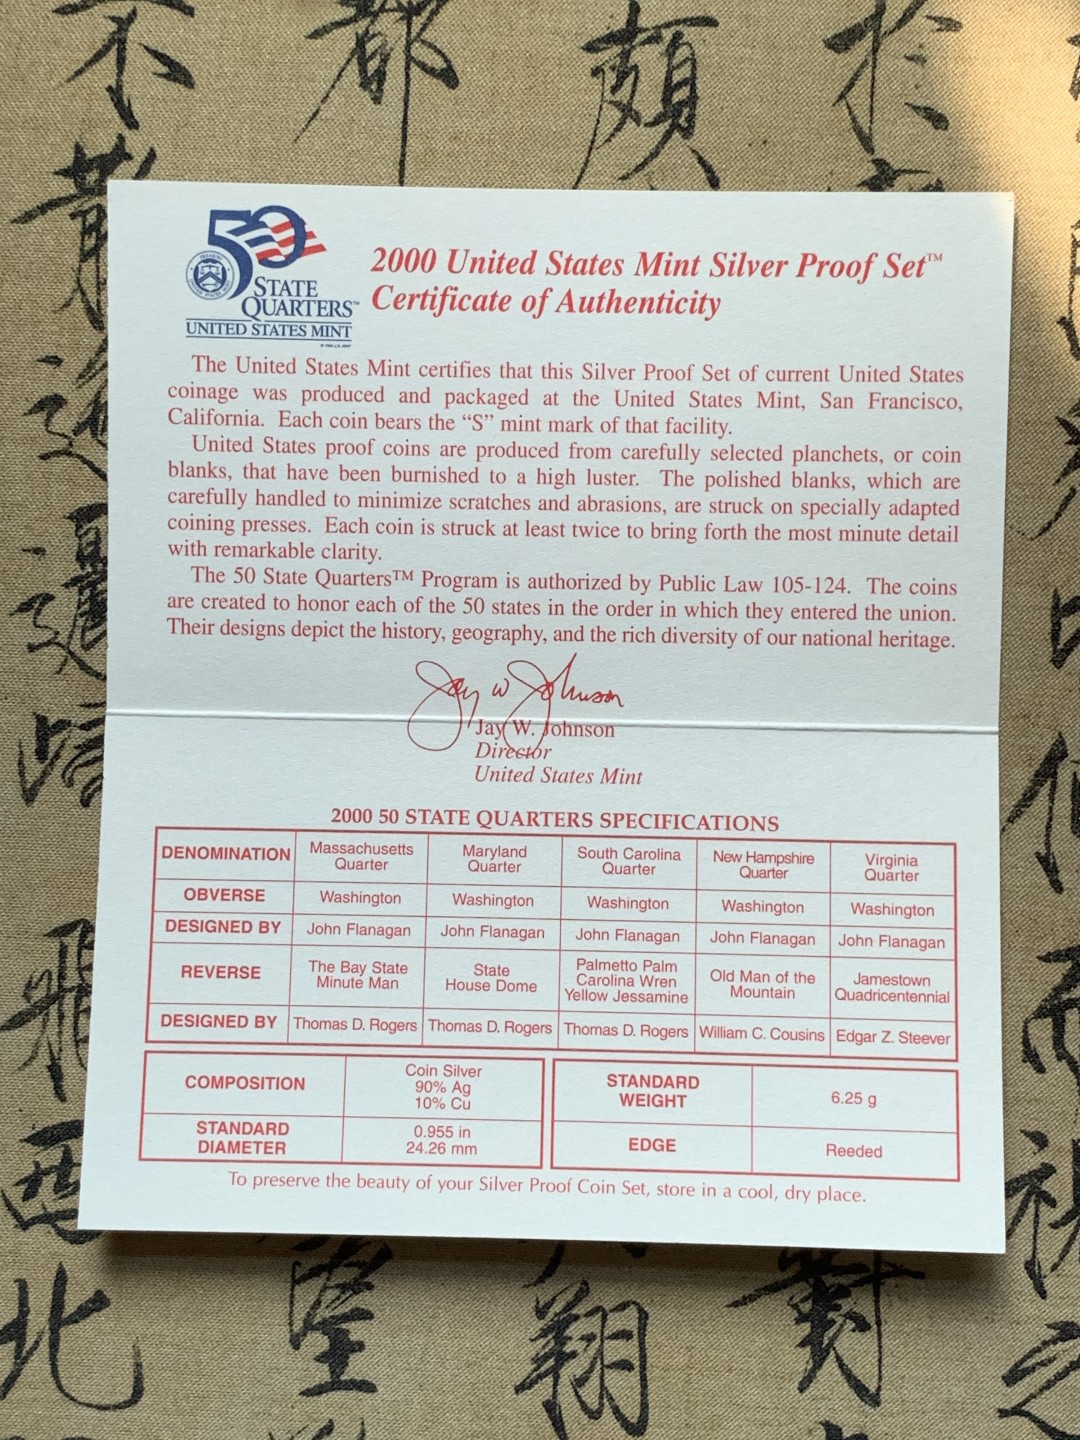 不 都 頗 於
50
STATE
QUARTERS™
UNITED STATES MINT
2000 United States Mint Silver Proof Set™
Certificate of Authenticity
The United States Mint certifies that this Silver Proof Set of current United States
coinage was produced and packaged at the United States Mint, San Francisco,
California. Each coin bears the “S” mint mark of that facility.
United States proof coins are produced from carefully selected planchets, or coin
blanks, that have been burnished to a high luster. The polished blanks, which are
carefully handled to minimize scratches and abrasions, are struck on specially adapted
coining presses. Each coin is struck at least twice to bring forth the most minute detail
with remarkable clarity.
The 50 State Quarters™ Program is authorized by Public Law 105-124. The coins
are created to honor each of the 50 states in the order in which they entered the union.
Their designs depict the history, geography, and the rich diversity of our national heritage.
Jay W Johnson
Jay W. Johnson
Director
United States Mint
2000 50 STATE QUARTERS SPECIFICATIONS
DENOMINATION Massachusetts Quarter Maryland Quarter South Carolina Quarter New Hampshire Quarter Virginia Quarter
OBVERSE Washington Washington Washington Washington Washington
DESIGNED BY John Flanagan John Flanagan John Flanagan John Flanagan John Flanagan
REVERSE The Bay State Minute Man State House Dome Palmetto Palm Carolina Wren Yellow Jessamine Old Man of the Mountain Jamestown Quadricentennial
DESIGNED BY Thomas D. Rogers Thomas D. Rogers Thomas D. Rogers William C. Cousins Edgar Z. Steever
COMPOSITION Coin Silver 90% Ag 10% Cu STANDARD WEIGHT 6.25 g
STANDARD DIAMETER 0.955 in 24.26 mm EDGE Reeded
To preserve the beauty of your Silver Proof Coin Set, store in a cool, dry place.
飛
西
北 翔 對 之